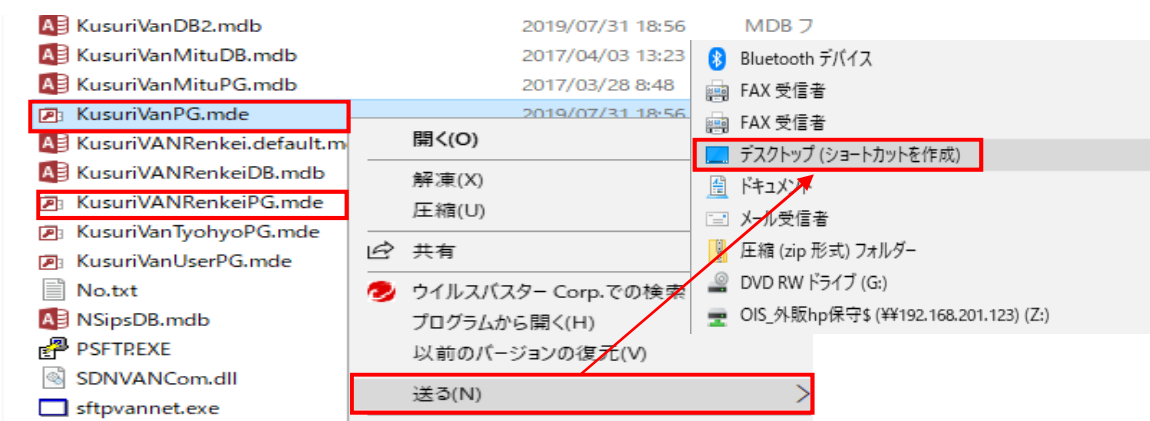 KusuriVanDB2.mdb 2019/07/31 18:56 MDB フ
KusuriVanMituDB.mdb 2017/04/03 13:23
KusuriVanMituPG.mdb 2017/03/28 8:48
KusuriVanPG.mde 2019/07/31 18:56
KusuriVANRenkei.default.m
KusuriVANRenkeiDB.mdb
KusuriVANRenkeiPG.mde
KusuriVanTyohyoPG.mde
KusuriVanUserPG.mde
No.txt
NSipsDB.mdb
PSFTP.EXE
SDNVANCom.dll
sftpvannet.exe
開く(O)
解凍(X)
圧縮(U)
共有
ウイルスバスター Corp.での検索
プログラムから開く(H)
以前のバージョンの復元(V)
送る(N)
Bluetooth デバイス
FAX 受信者
FAX 受信者
デスクトップ (ショートカットを作成)
ドキュメント
メール受信者
圧縮 (zip 形式) フォルダー
DVD RW ドライブ (G:)
OIS_外販hp保守$ (¥¥192.168.201.123) (Z:)